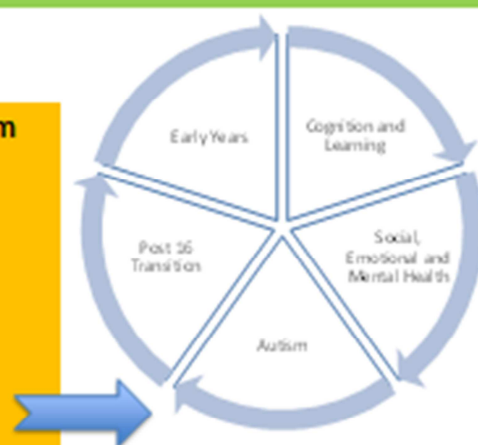 m
Early Years
Cognition and
Learning
Social,
Emotional and
Mental Health
Autism
Post 16
Transition